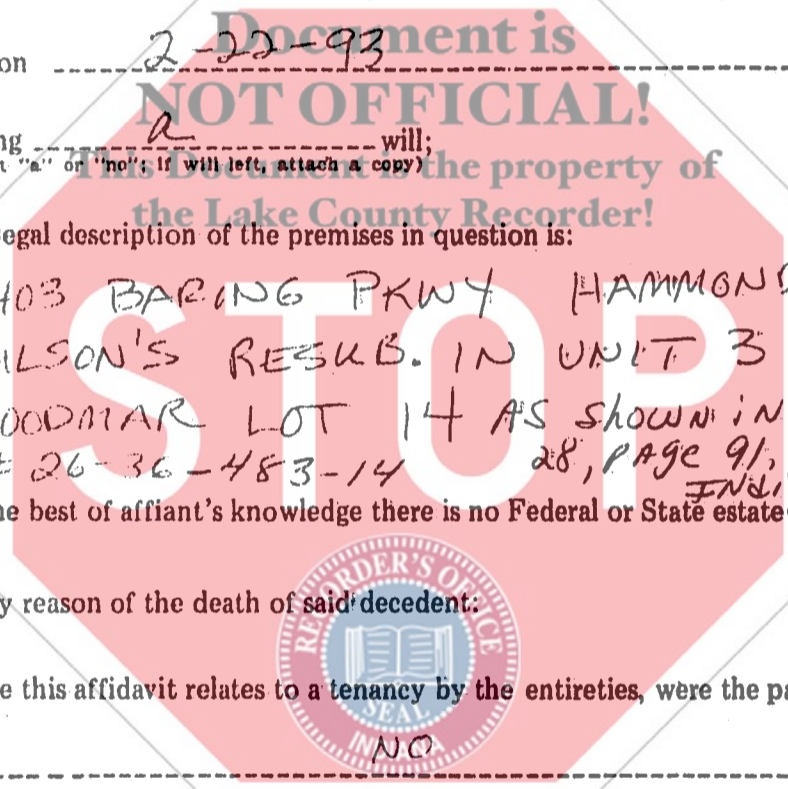 Document is
on 2-22-93
NOT OFFICIAL!
ng a will;
t "a" or "no"; if will left, attach a copy)
This Document is the property of
the Lake County Recorder!
egal description of the premises in question is:
403 BARING PKWY HAMMOND
LSON'S RESUB. IN UNIT 3
OODMAR LOT 14 AS SHOWN IN
26-36-483-14 28, PAGE 91,
INDI
STOP
e best of affiant's knowledge there is no Federal or State estate
y reason of the death of said decedent:
RECORDER'S OFFICE
e this affidavit relates to a tenancy by the entireties, were the pa
SEAL
INDIANA
NO